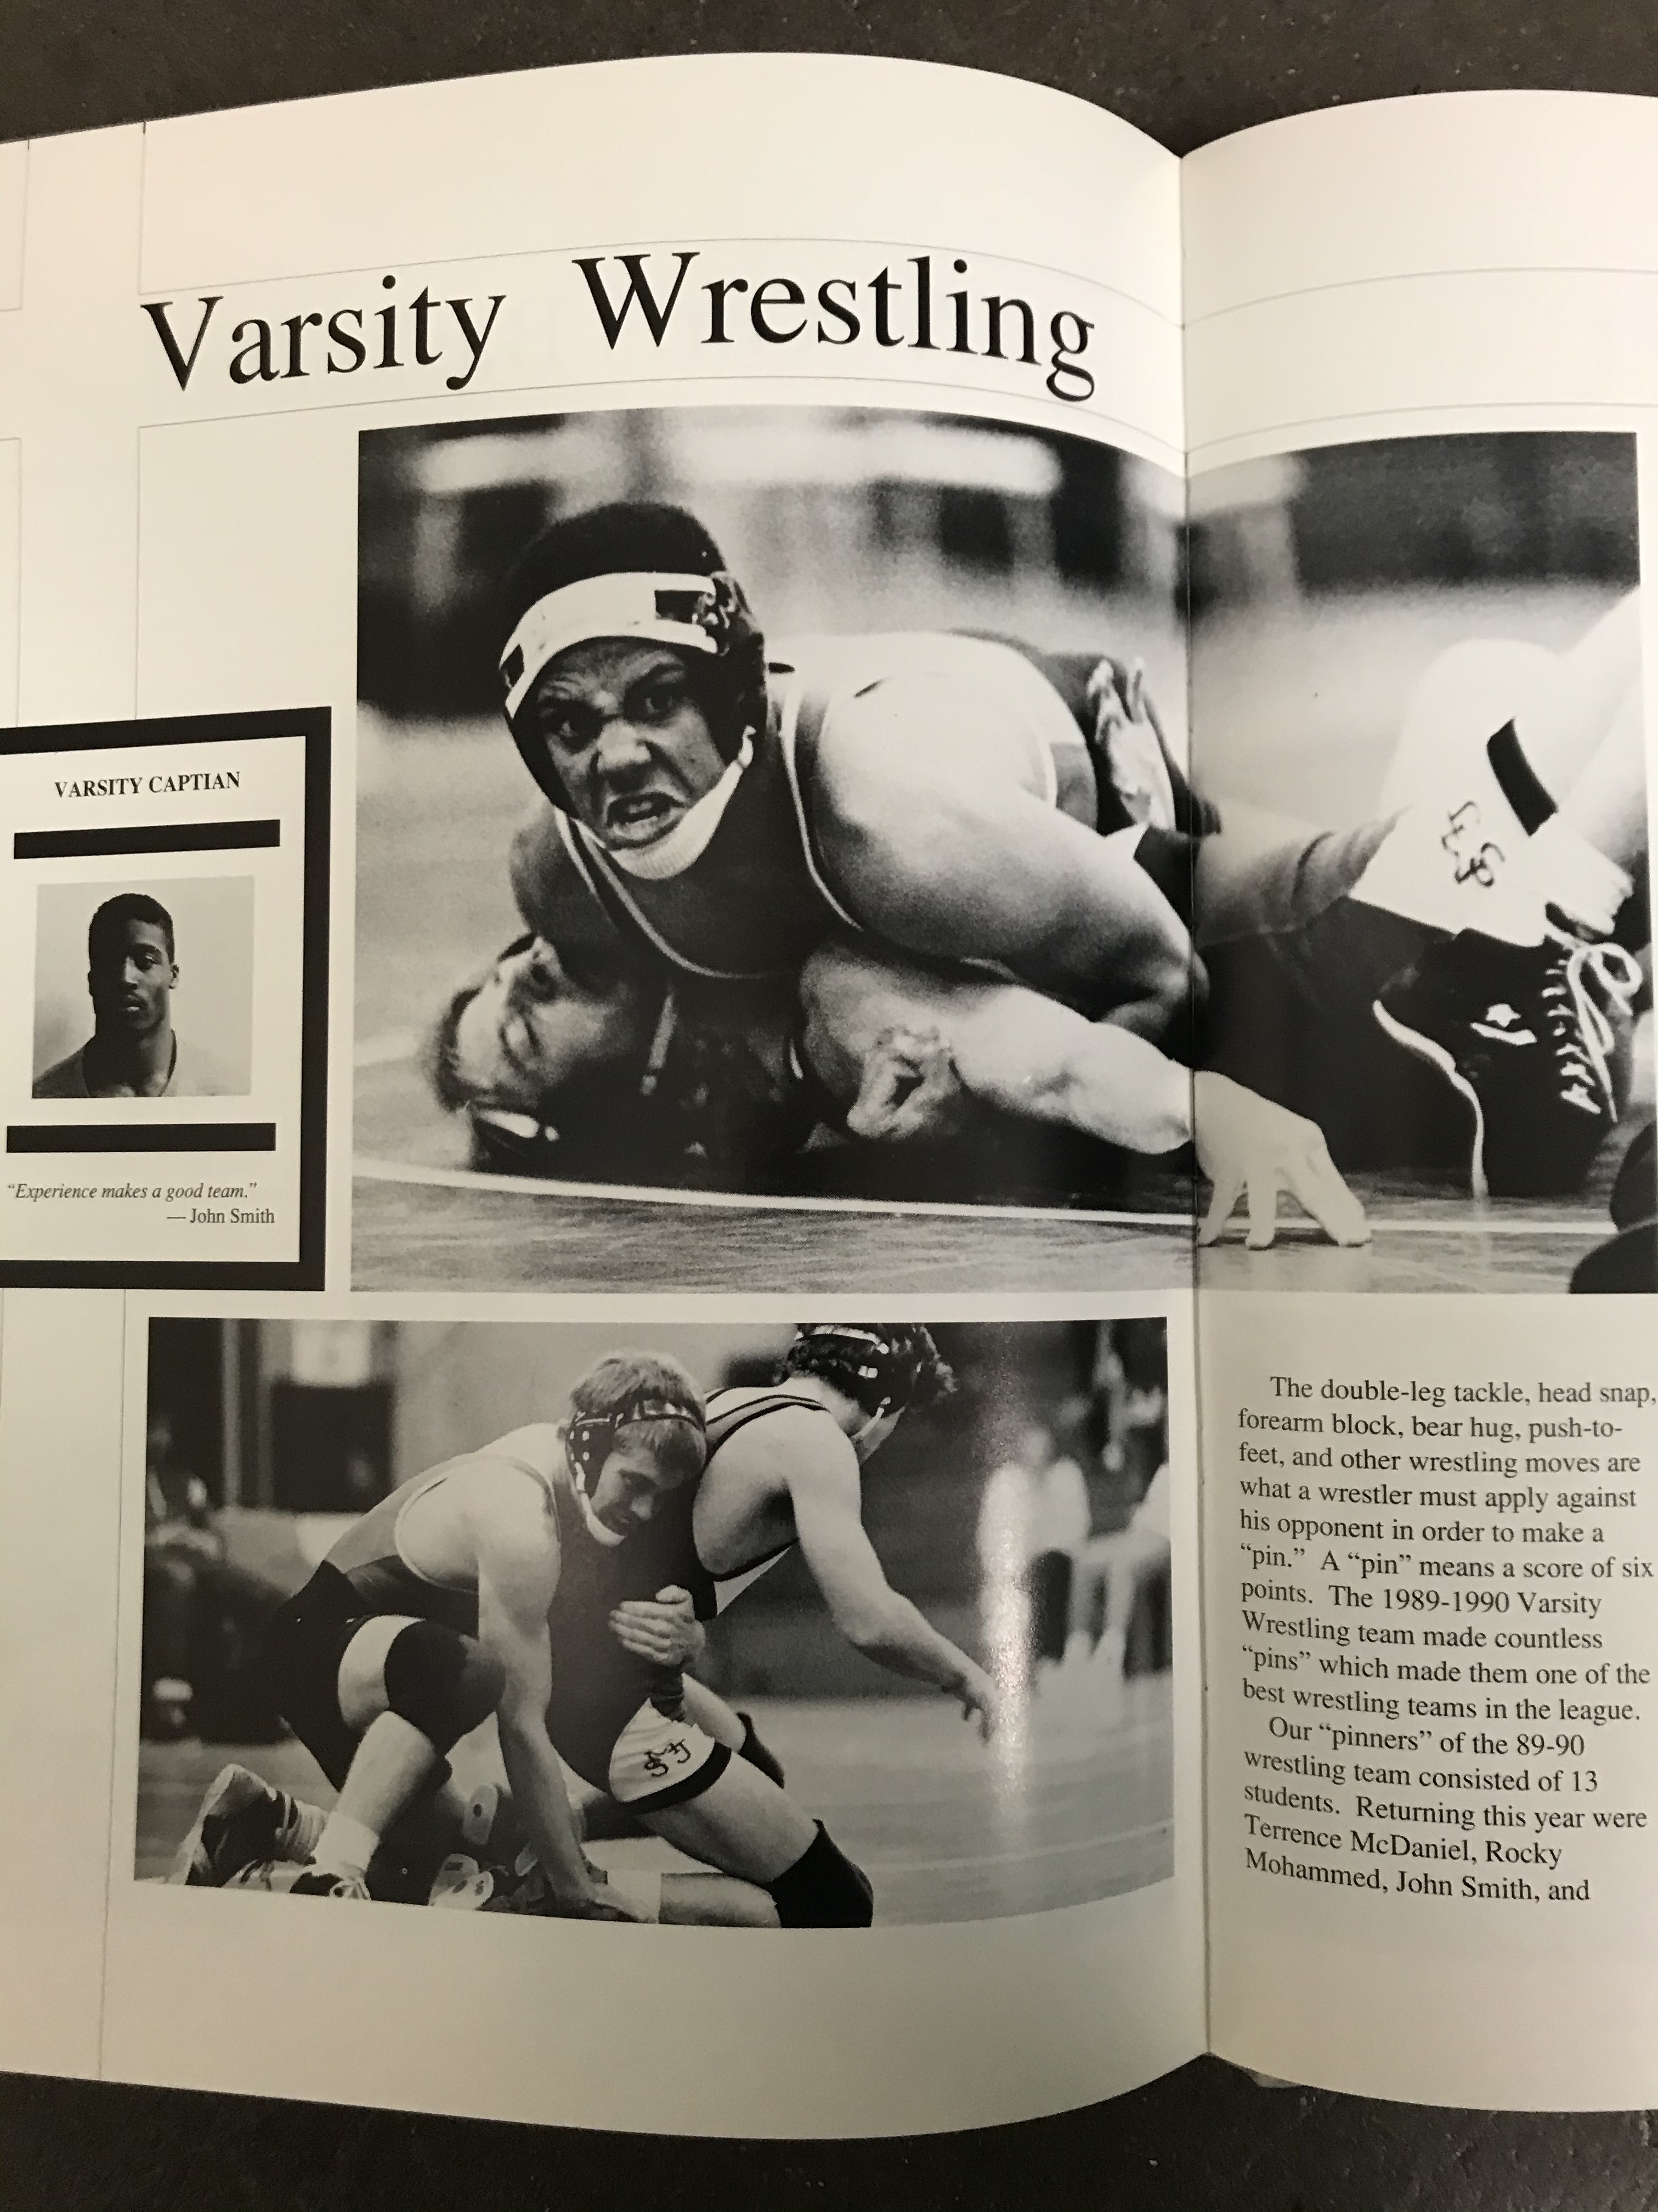 Varsity Wrestling
VARSITY CAPTIAN
“Experience makes a good team.”
— John Smith
The double-leg tackle, head snap,
forearm block, bear hug, push-to-
feet, and other wrestling moves are
what a wrestler must apply against
his opponent in order to make a
“pin.” A “pin” means a score of six
points. The 1989-1990 Varsity
Wrestling team made countless
“pins” which made them one of the
best wrestling teams in the league.
Our “pinners” of the 89-90
wrestling team consisted of 13
students. Returning this year were
Terrence McDaniel, Rocky
Mohammed, John Smith, and